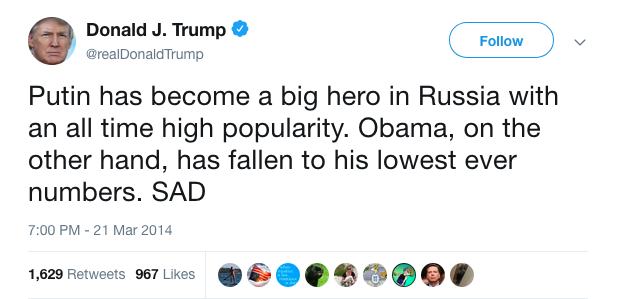 Donald J. Trump
@realDonaldTrump
Follow
Putin has become a big hero in Russia with
an all time high popularity. Obama, on the
other hand, has fallen to his lowest ever
numbers. SAD
7:00 PM - 21 Mar 2014
1,629 Retweets 967 Likes